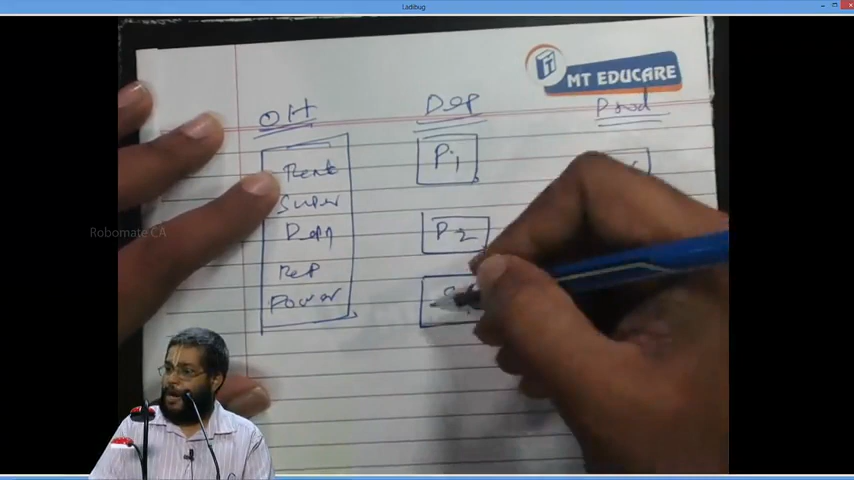 Ladibug
MT EDUCARE
OH Dep Prod
Rent P1
Super
Depn P2
Rep
Power
Robomate CA